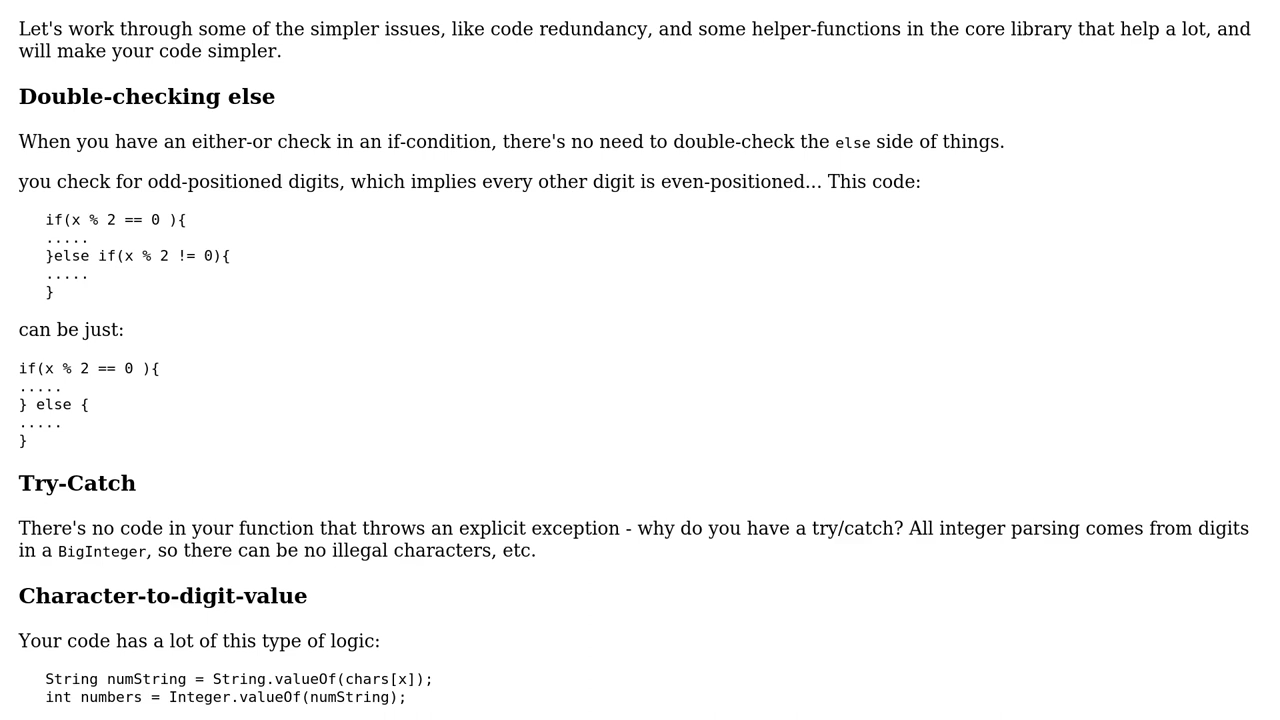 Let's work through some of the simpler issues, like code redundancy, and some helper-functions in the core library that help a lot, and
will make your code simpler.
Double-checking else
When you have an either-or check in an if-condition, there's no need to double-check the else side of things.
you check for odd-positioned digits, which implies every other digit is even-positioned... This code:
if(x % 2 == 0 ){
.....
}else if(x % 2 != 0){
.....
}
can be just:
if(x % 2 == 0 ){
.....
} else {
.....
}
Try-Catch
There's no code in your function that throws an explicit exception - why do you have a try/catch? All integer parsing comes from digits
in a BigInteger, so there can be no illegal characters, etc.
Character-to-digit-value
Your code has a lot of this type of logic:
String numString = String.valueOf(chars[x]);
int numbers = Integer.valueOf(numString);